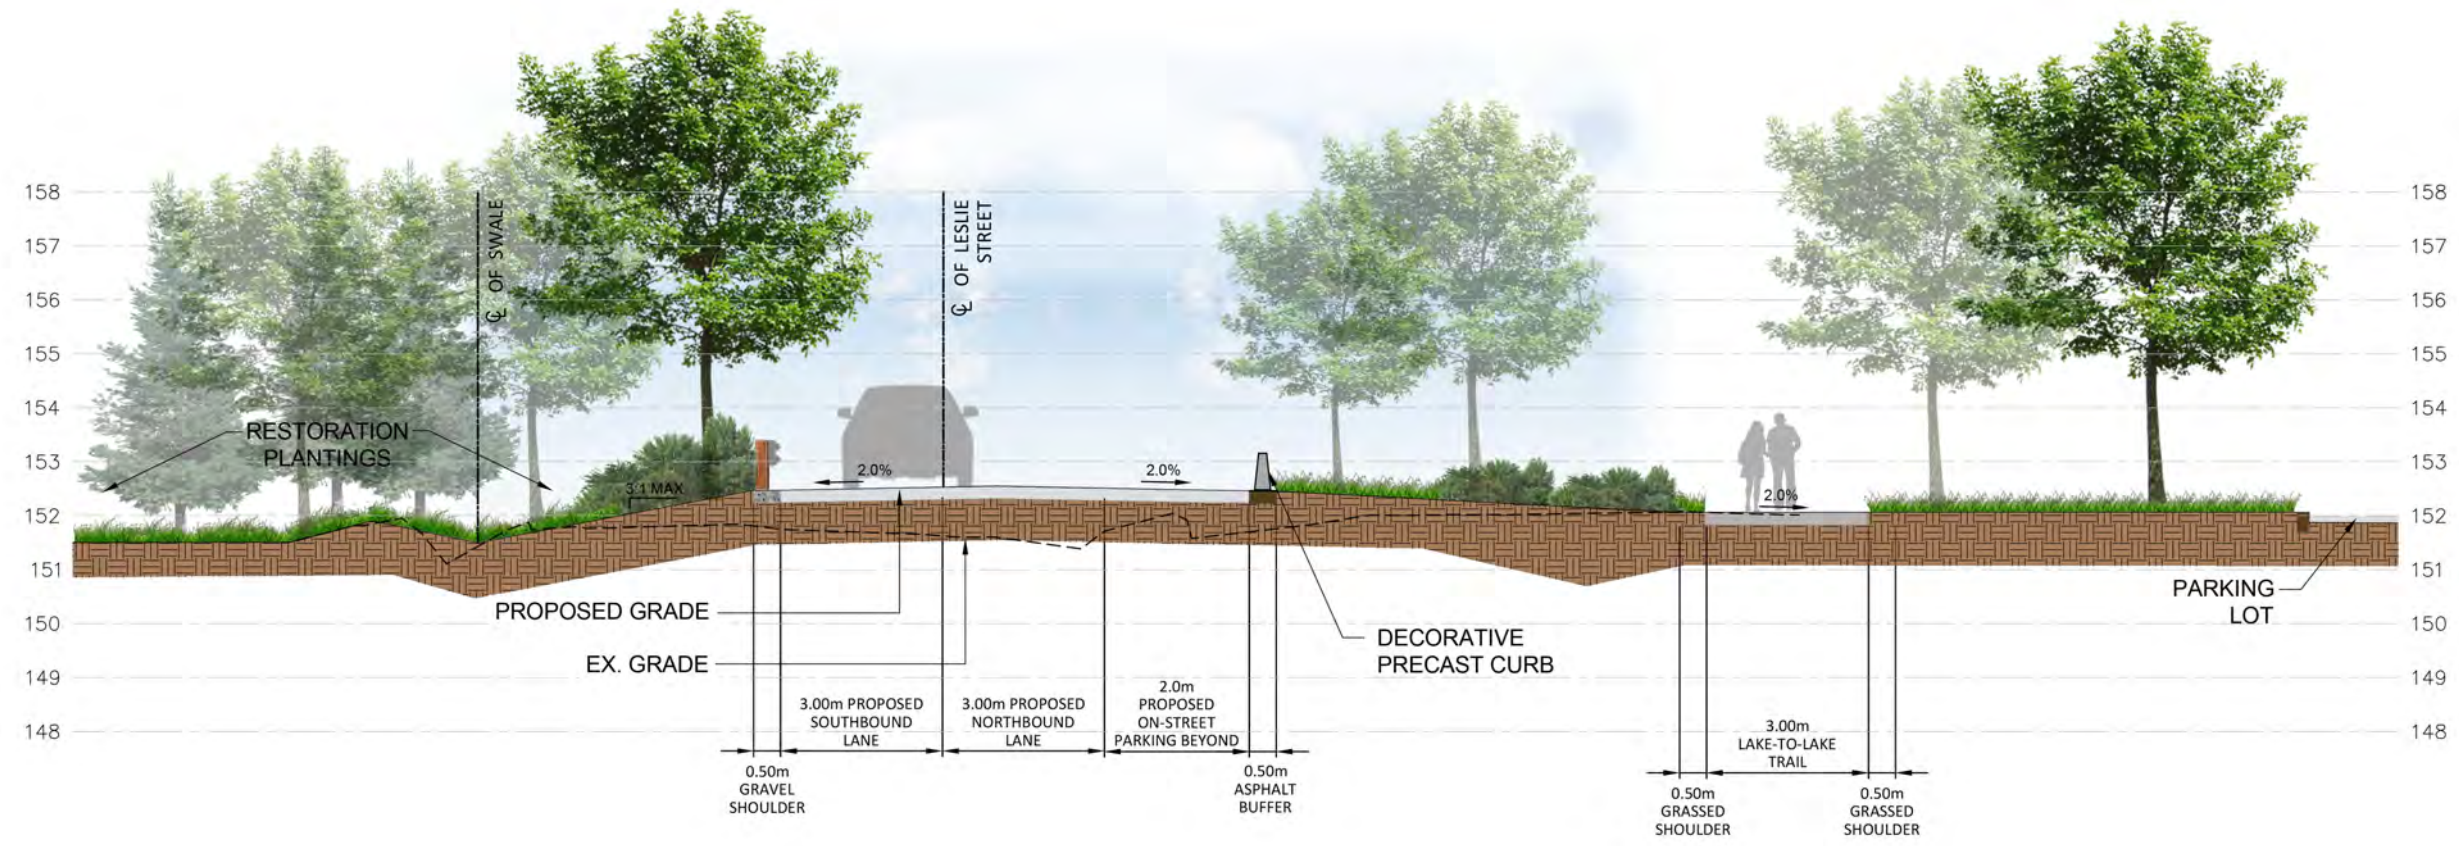 158
157
156
155
154
153
152
151
150
149
148
RESTORATION
PLANTINGS
℄ OF SWALE
3:1 MAX.
℄ OF LESLIE
STREET
2.0%
2.0%
2.0%
158
157
156
155
154
153
152
151
150
149
148
PROPOSED GRADE
EX. GRADE
DECORATIVE
PRECAST CURB
PARKING
LOT
3.00m PROPOSED
SOUTHBOUND
LANE
3.00m PROPOSED
NORTHBOUND
LANE
2.0m
PROPOSED
ON-STREET
PARKING BEYOND
3.00m
LAKE-TO-LAKE
TRAIL
0.50m
GRAVEL
SHOULDER
0.50m
ASPHALT
BUFFER
0.50m
GRASSED
SHOULDER
0.50m
GRASSED
SHOULDER